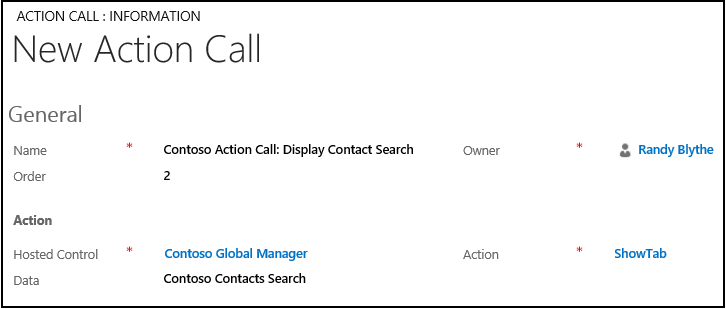 ACTION CALL : INFORMATION
New Action Call
General
Name * Contoso Action Call: Display Contact Search Owner * Randy Blythe
Order 2
Action
Hosted Control * Contoso Global Manager Action * ShowTab
Data Contoso Contacts Search